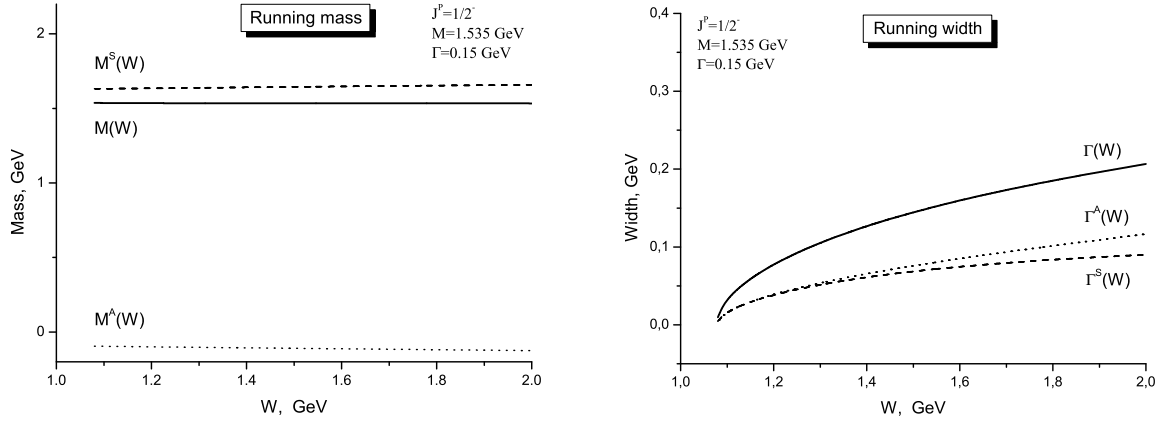 Running mass
J^P=1/2^-
M=1.535 GeV
Γ=0.15 GeV
M^S(W)
M(W)
M^A(W)
Mass, GeV
2
1
0
1.0 1.2 1.4 1.6 1.8 2.0
W, GeV
Running width
J^P=1/2^-
M=1.535 GeV
Γ=0.15 GeV
Γ(W)
Γ^A(W)
Γ^S(W)
Width, GeV
0,4
0,3
0,2
0,1
0,0
1,0 1,2 1,4 1,6 1,8 2,0
W, GeV